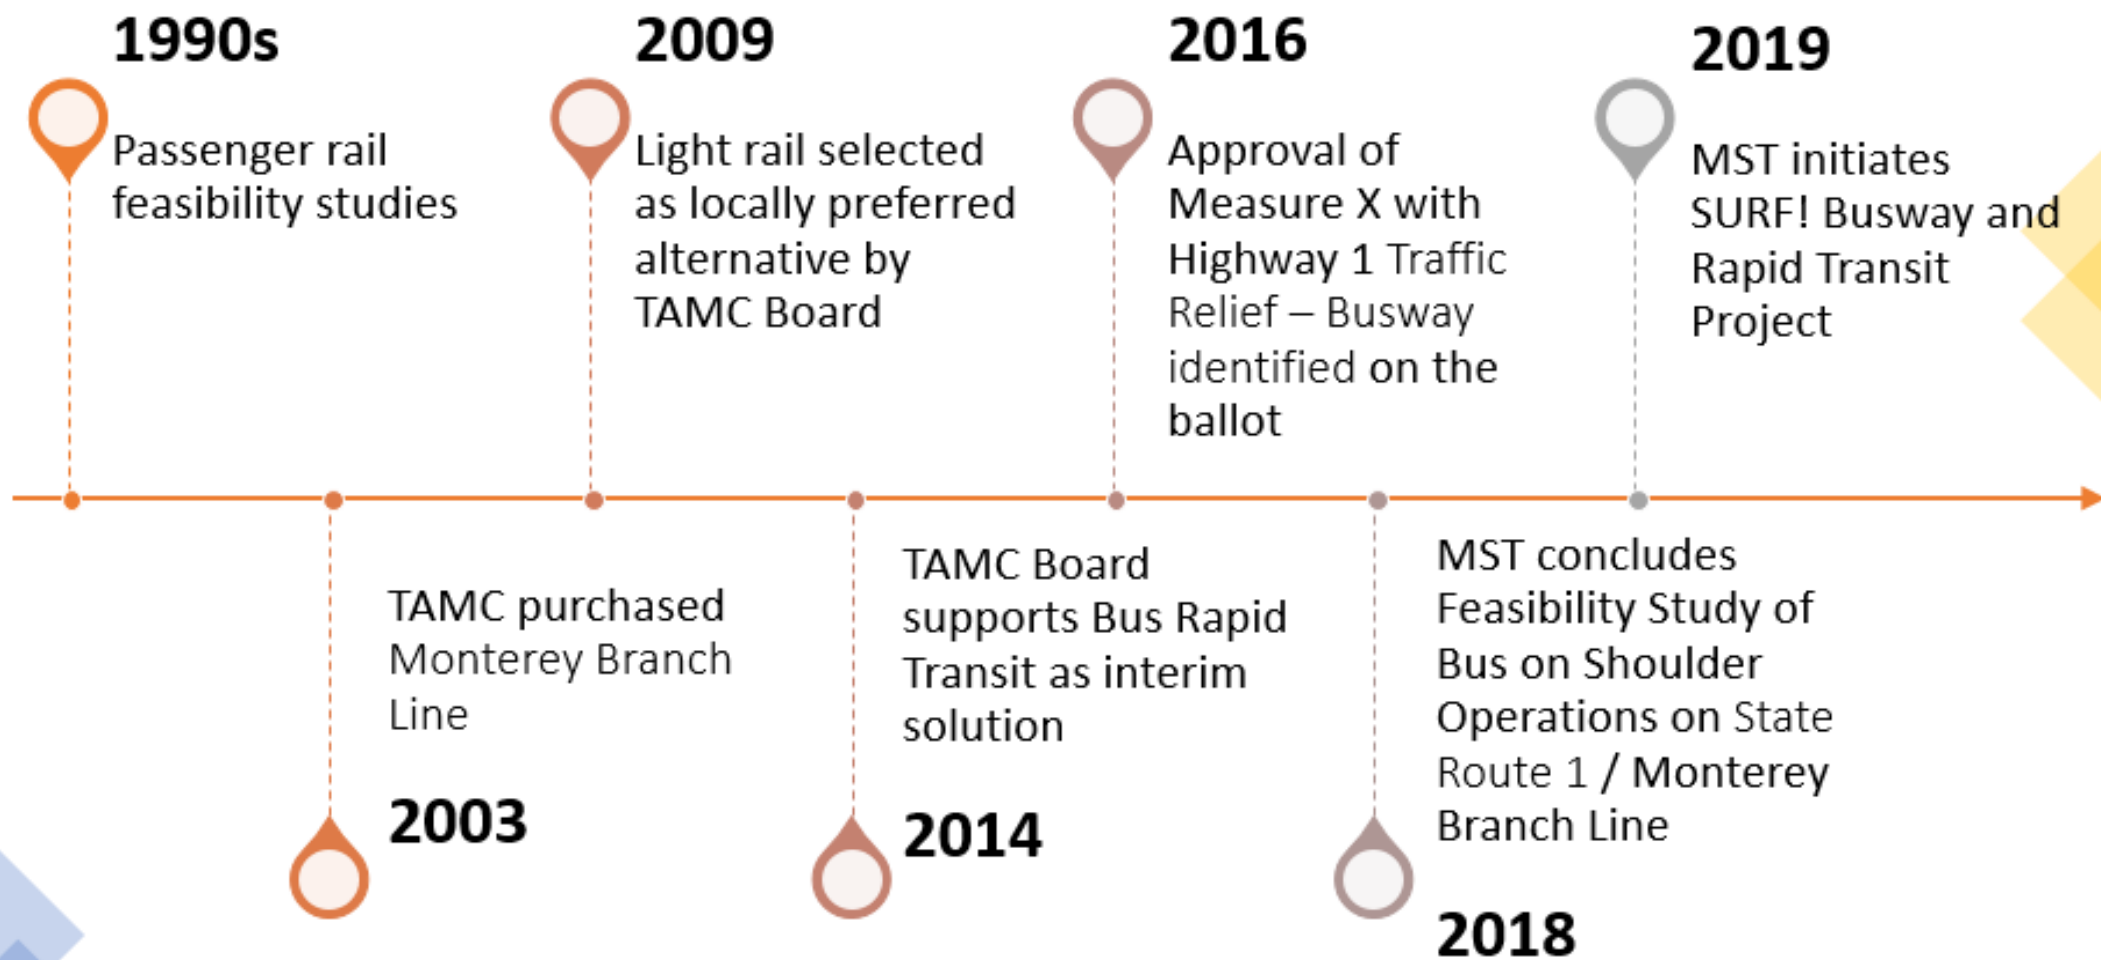 1990s
Passenger rail
feasibility studies
2009
Light rail selected
as locally preferred
alternative by
TAMC Board
2016
Approval of
Measure X with
Highway 1 Traffic
Relief – Busway
identified on the
ballot
2019
MST initiates
SURF! Busway and
Rapid Transit
Project
TAMC purchased
Monterey Branch
Line
2003
TAMC Board
supports Bus Rapid
Transit as interim
solution
2014
MST concludes
Feasibility Study of
Bus on Shoulder
Operations on State
Route 1 / Monterey
Branch Line
2018